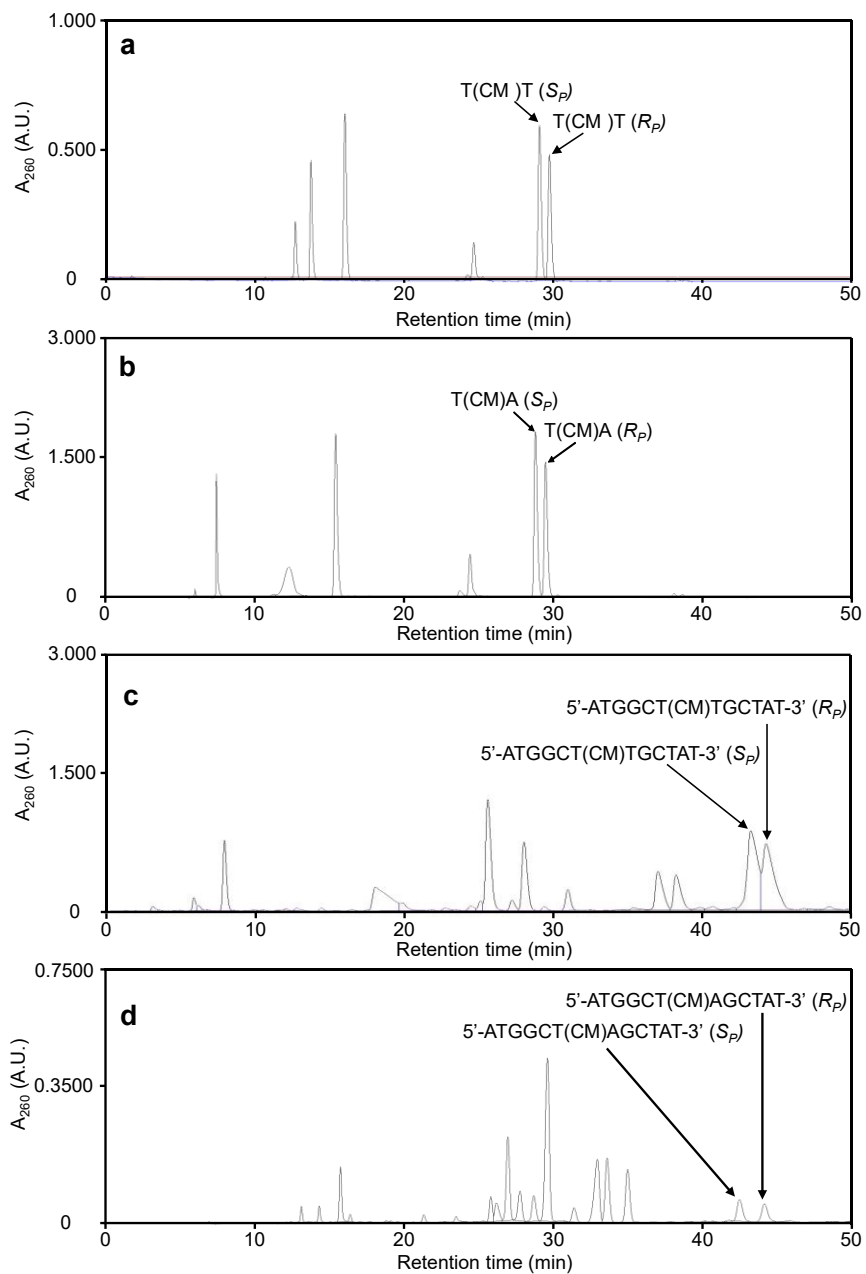 1.000
a
T(CM )T (SP)
T(CM )T (RP)
A260 (A.U.)
0.500
0
0 10 20 30 40 50
Retention time (min)
3.000
b
T(CM)A (SP)
T(CM)A (RP)
A260 (A.U.)
1.500
0
0 10 20 30 40 50
Retention time (min)
3.000
c
5’-ATGGCT(CM)TGCTAT-3’ (RP)
5’-ATGGCT(CM)TGCTAT-3’ (SP)
A260 (A.U.)
1.500
0
0 10 20 30 40 50
Retention time (min)
0.7500
d
5’-ATGGCT(CM)AGCTAT-3’ (RP)
5’-ATGGCT(CM)AGCTAT-3’ (SP)
A260 (A.U.)
0.3500
0
0 10 20 30 40 50
Retention time (min)